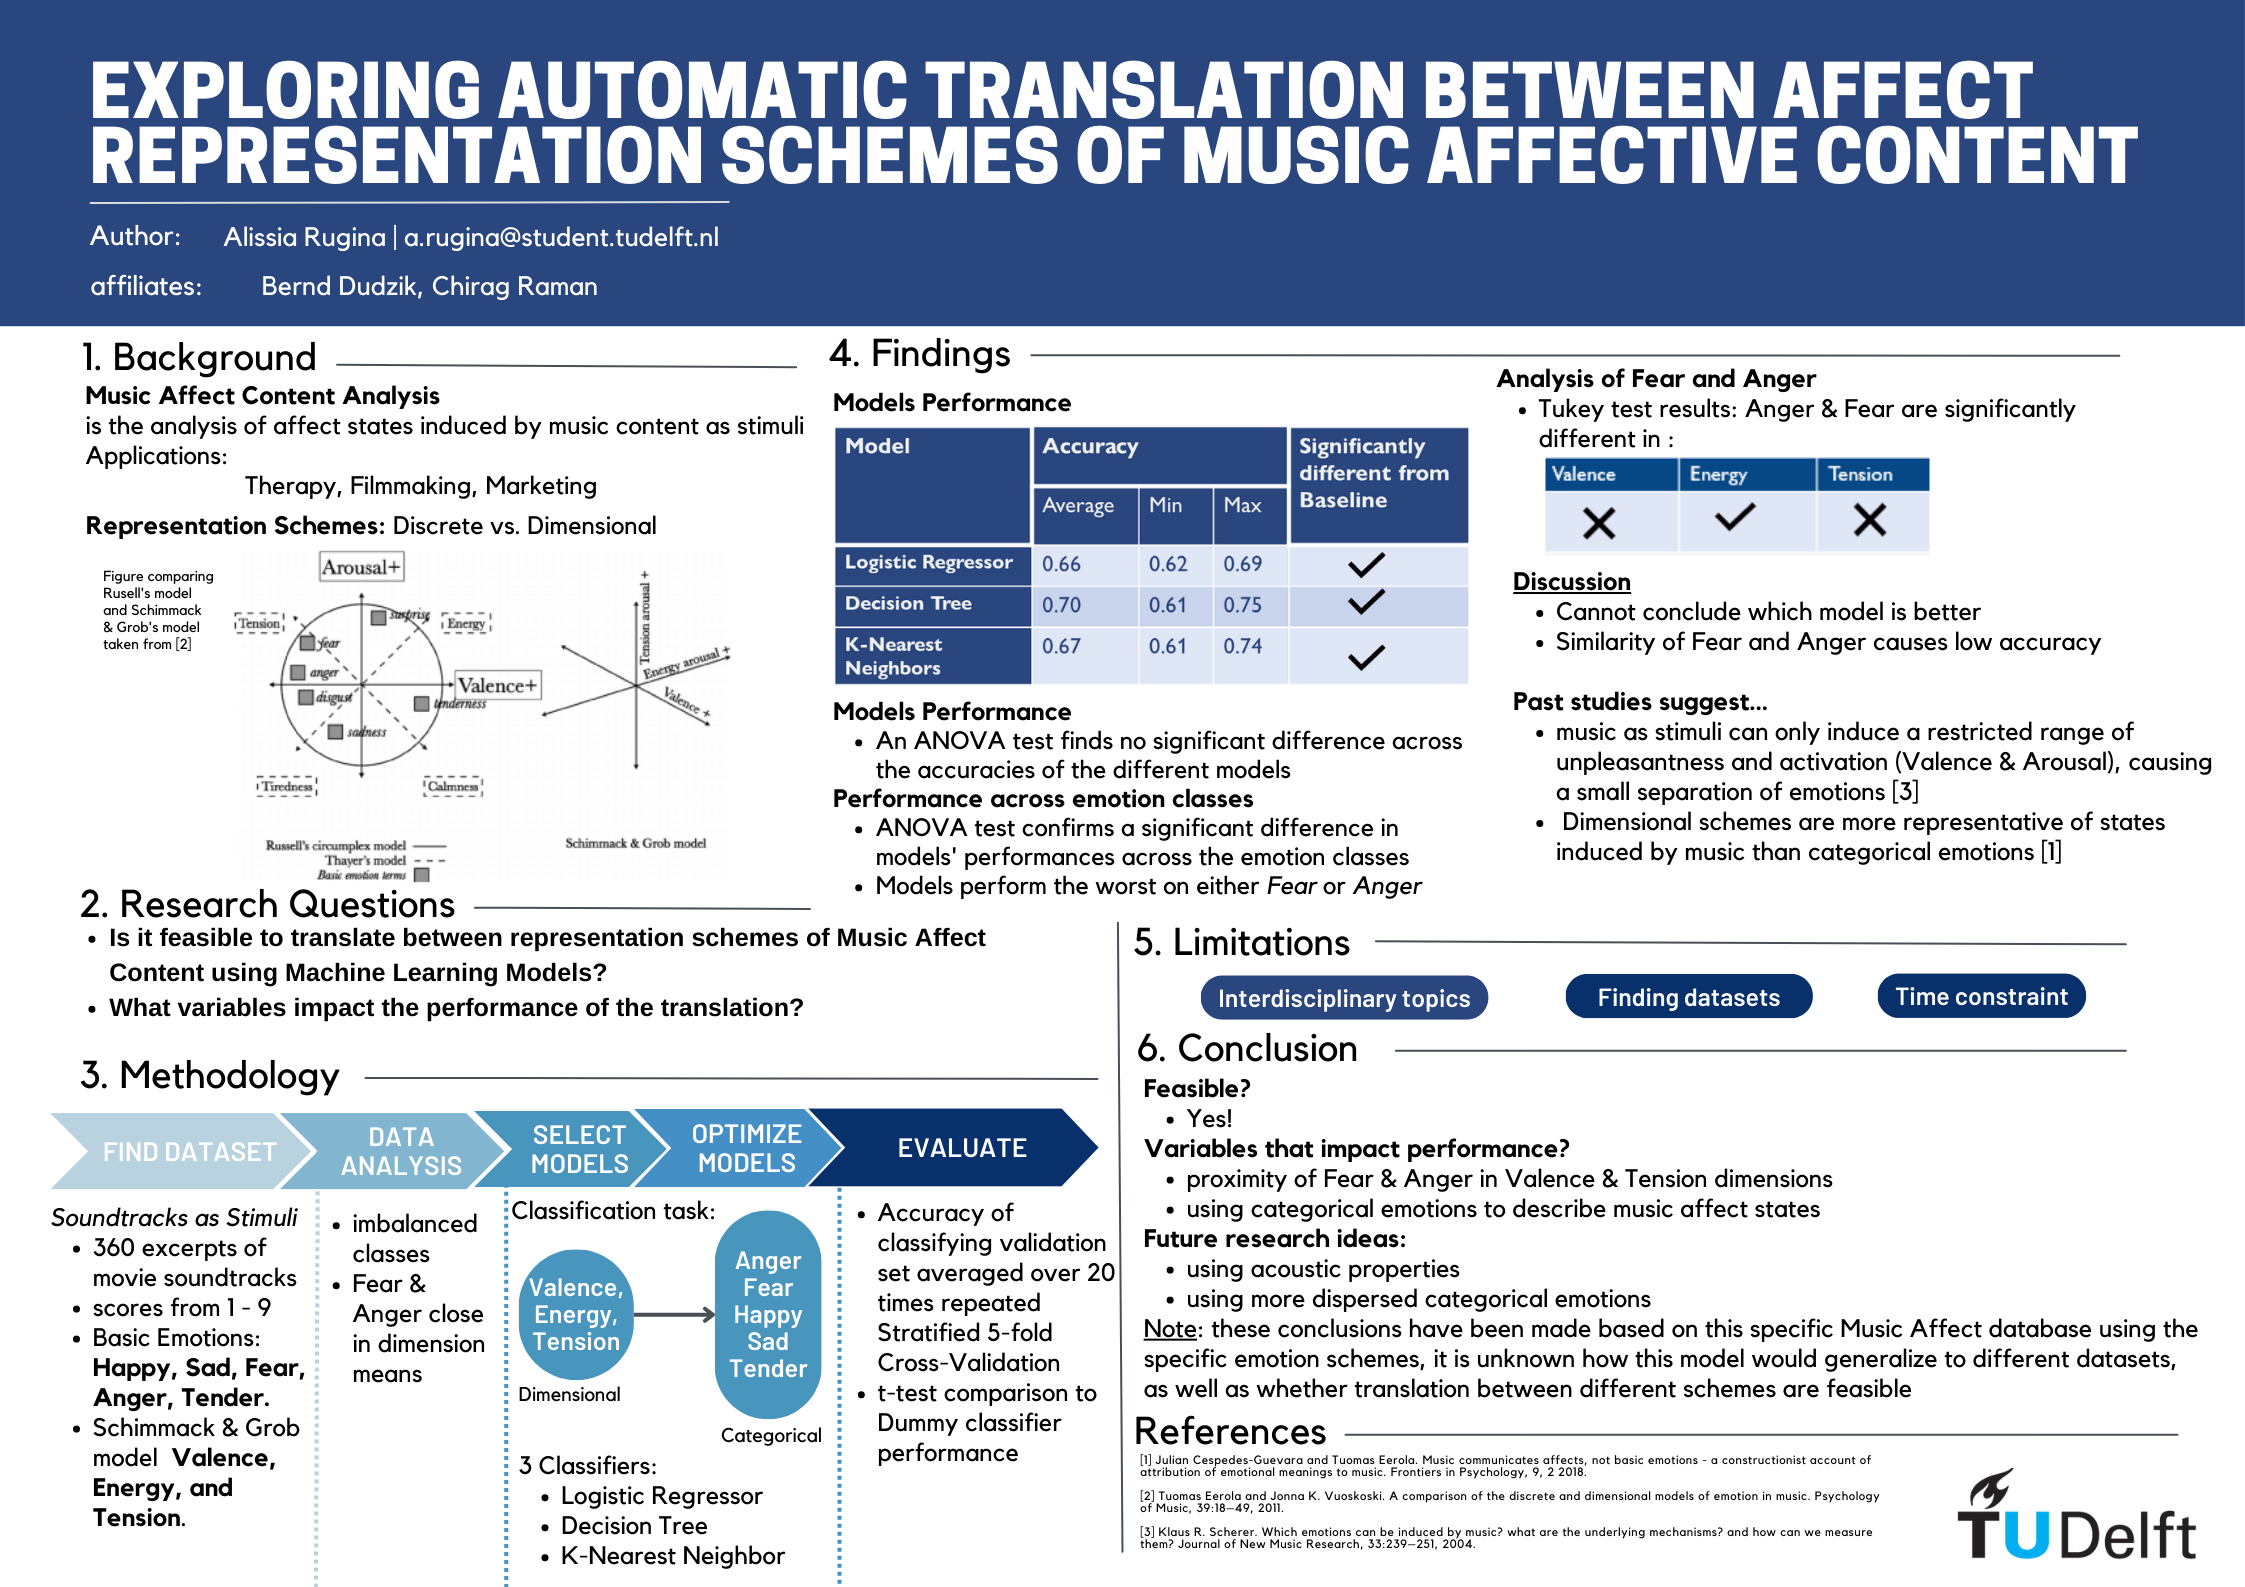 EXPLORING AUTOMATIC TRANSLATION BETWEEN AFFECT
REPRESENTATION SCHEMES OF MUSIC AFFECTIVE CONTENT
Author: Alissia Rugina | a.rugina@student.tudelft.nl
affiliates: Bernd Dudzik, Chirag Raman
1. Background
Music Affect Content Analysis
is the analysis of affect states induced by music content as stimuli
Applications:
Therapy, Filmmaking, Marketing
Representation Schemes: Discrete vs. Dimensional
Figure comparing
Rusell's model
and Schimmack
& Grob's model
taken from [2]
Arousal+
Tension
surprise
Energy
fear
anger
Valence+
disgust
tenderness
sadness
Tiredness
Calmness
Russell's circumplex model
Thayer's model
Basic emotion terms
Tension arousal +
Energy arousal +
Valence +
Schimmack & Grob model
2. Research Questions
• Is it feasible to translate between representation schemes of Music Affect
Content using Machine Learning Models?
• What variables impact the performance of the translation?
3. Methodology
FIND DATASET
DATA
ANALYSIS
SELECT
MODELS
OPTIMIZE
MODELS
EVALUATE
Soundtracks as Stimuli
• 360 excerpts of
movie soundtracks
• scores from 1 - 9
• Basic Emotions:
Happy, Sad, Fear,
Anger, Tender.
• Schimmack & Grob
model Valence,
Energy, and
Tension.
• imbalanced
classes
• Fear &
Anger close
in dimension
means
Classification task:
Valence,
Energy,
Tension
Dimensional
Anger
Fear
Happy
Sad
Tender
Categorical
3 Classifiers:
• Logistic Regressor
• Decision Tree
• K-Nearest Neighbor
• Accuracy of
classifying validation
set averaged over 20
times repeated
Stratified 5-fold
Cross-Validation
• t-test comparison to
Dummy classifier
performance
4. Findings
Models Performance
Model Accuracy Significantly
different from
Baseline
Average Min Max
Logistic Regressor 0.66 0.62 0.69 ✓
Decision Tree 0.70 0.61 0.75 ✓
K-Nearest
Neighbors 0.67 0.61 0.74 ✓
Models Performance
• An ANOVA test finds no significant difference across
the accuracies of the different models
Performance across emotion classes
• ANOVA test confirms a significant difference in
models' performances across the emotion classes
• Models perform the worst on either Fear or Anger
Analysis of Fear and Anger
• Tukey test results: Anger & Fear are significantly
different in :
Valence Energy Tension
✕ ✓ ✕
Discussion
• Cannot conclude which model is better
• Similarity of Fear and Anger causes low accuracy
Past studies suggest...
• music as stimuli can only induce a restricted range of
unpleasantness and activation (Valence & Arousal), causing
a small separation of emotions [3]
• Dimensional schemes are more representative of states
induced by music than categorical emotions [1]
5. Limitations
Interdisciplinary topics
Finding datasets
Time constraint
6. Conclusion
Feasible?
• Yes!
Variables that impact performance?
• proximity of Fear & Anger in Valence & Tension dimensions
• using categorical emotions to describe music affect states
Future research ideas:
• using acoustic properties
• using more dispersed categorical emotions
Note: these conclusions have been made based on this specific Music Affect database using the
specific emotion schemes, it is unknown how this model would generalize to different datasets,
as well as whether translation between different schemes are feasible
References
[1] Julian Cespedes-Guevara and Tuomas Eerola. Music communicates affects, not basic emotions - a constructionist account of
attribution of emotional meanings to music. Frontiers in Psychology, 9, 2 2018.
[2] Tuomas Eerola and Jonna K. Vuoskoski. A comparison of the discrete and dimensional models of emotion in music. Psychology
of Music, 39:18–49, 2011.
[3] Klaus R. Scherer. Which emotions can be induced by music? what are the underlying mechanisms? and how can we measure
them? Journal of New Music Research, 33:239–251, 2004.
TUDelft